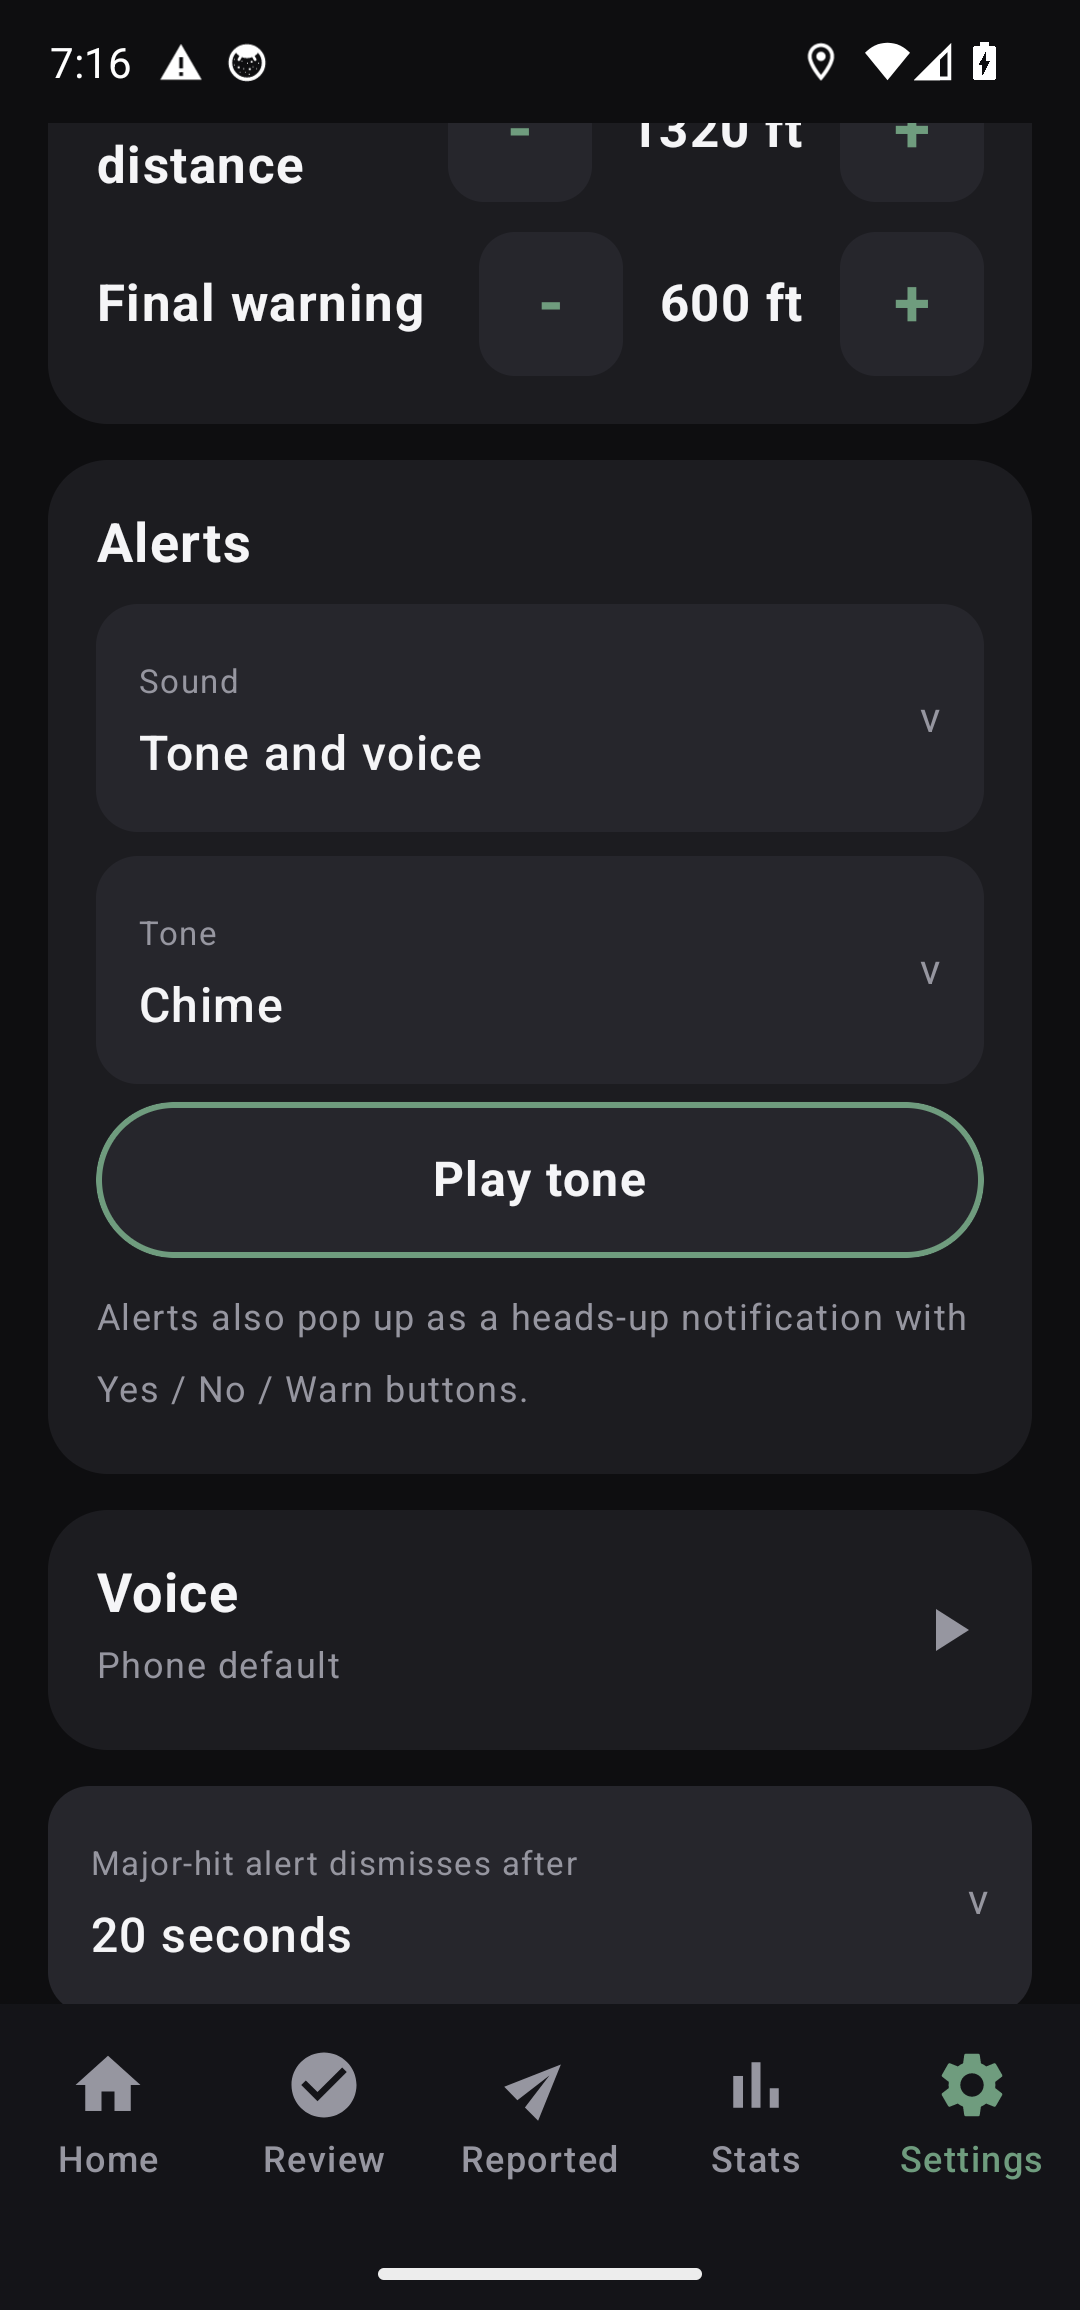 7:16
distance - 1320 ft +
Final warning - 600 ft +
Alerts
Sound
Tone and voice
v
Tone
Chime
v
Play tone
Alerts also pop up as a heads-up notification with
Yes / No / Warn buttons.
Voice
Phone default
Major-hit alert dismisses after
20 seconds
v
Home Review Reported Stats Settings